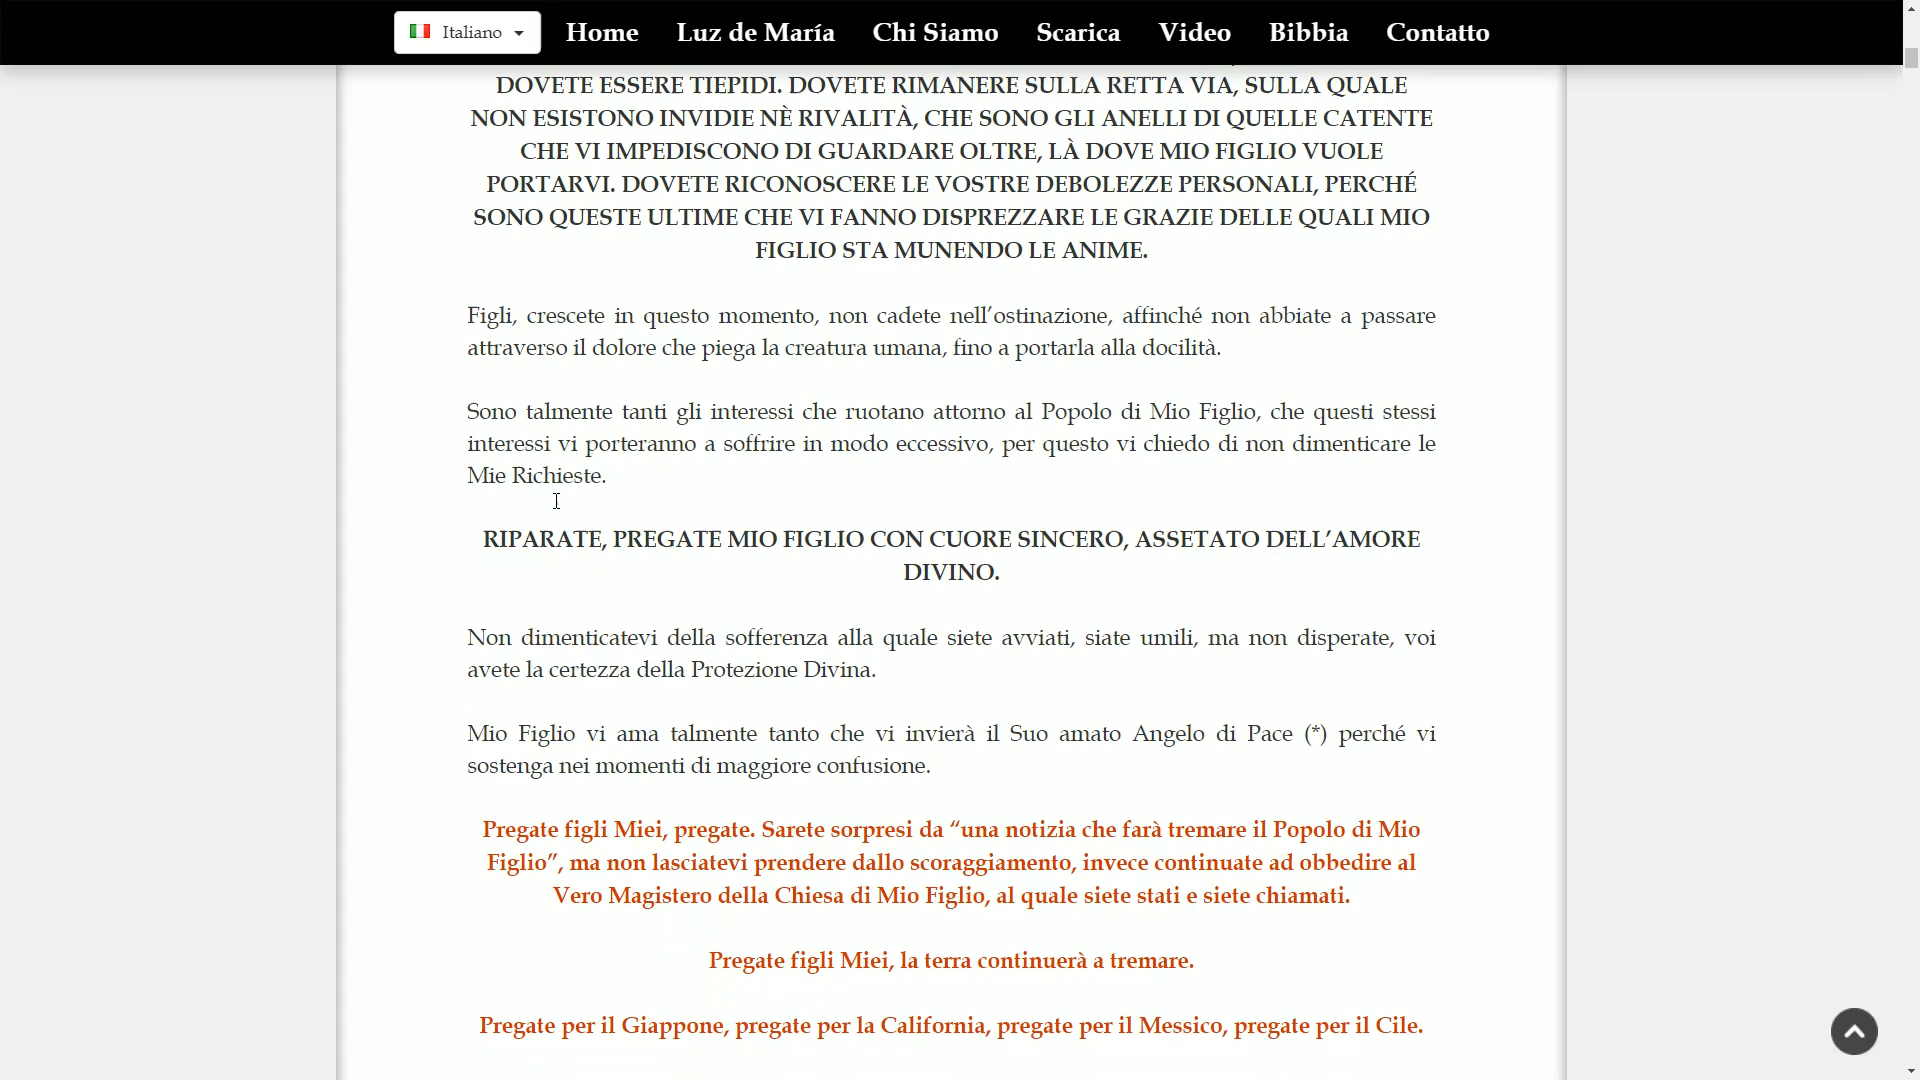 Italiano
Home
Luz de María
Chi Siamo
Scarica
Video
Bibbia
Contatto
DOVETE ESSERE TIEPIDI. DOVETE RIMANERE SULLA RETTA VIA, SULLA QUALE
NON ESISTONO INVIDIE NÈ RIVALITÀ, CHE SONO GLI ANELLI DI QUELLE CATENTE
CHE VI IMPEDISCONO DI GUARDARE OLTRE, LÀ DOVE MIO FIGLIO VUOLE
PORTARVI. DOVETE RICONOSCERE LE VOSTRE DEBOLEZZE PERSONALI, PERCHÉ
SONO QUESTE ULTIME CHE VI FANNO DISPREZZARE LE GRAZIE DELLE QUALI MIO
FIGLIO STA MUNENDO LE ANIME.
Figli, crescete in questo momento, non cadete nell’ostinazione, affinché non abbiate a passare
attraverso il dolore che piega la creatura umana, fino a portarla alla docilità.
Sono talmente tanti gli interessi che ruotano attorno al Popolo di Mio Figlio, che questi stessi
interessi vi porteranno a soffrire in modo eccessivo, per questo vi chiedo di non dimenticare le
Mie Richieste.
RIPARATE, PREGATE MIO FIGLIO CON CUORE SINCERO, ASSETATO DELL’AMORE
DIVINO.
Non dimenticatevi della sofferenza alla quale siete avviati, siate umili, ma non disperate, voi
avete la certezza della Protezione Divina.
Mio Figlio vi ama talmente tanto che vi invierà il Suo amato Angelo di Pace (*) perché vi
sostenga nei momenti di maggiore confusione.
Pregate figli Miei, pregate. Sarete sorpresi da “una notizia che farà tremare il Popolo di Mio
Figlio”, ma non lasciatevi prendere dallo scoraggiamento, invece continuate ad obbedire al
Vero Magistero della Chiesa di Mio Figlio, al quale siete stati e siete chiamati.
Pregate figli Miei, la terra continuerà a tremare.
Pregate per il Giappone, pregate per la California, pregate per il Messico, pregate per il Cile.